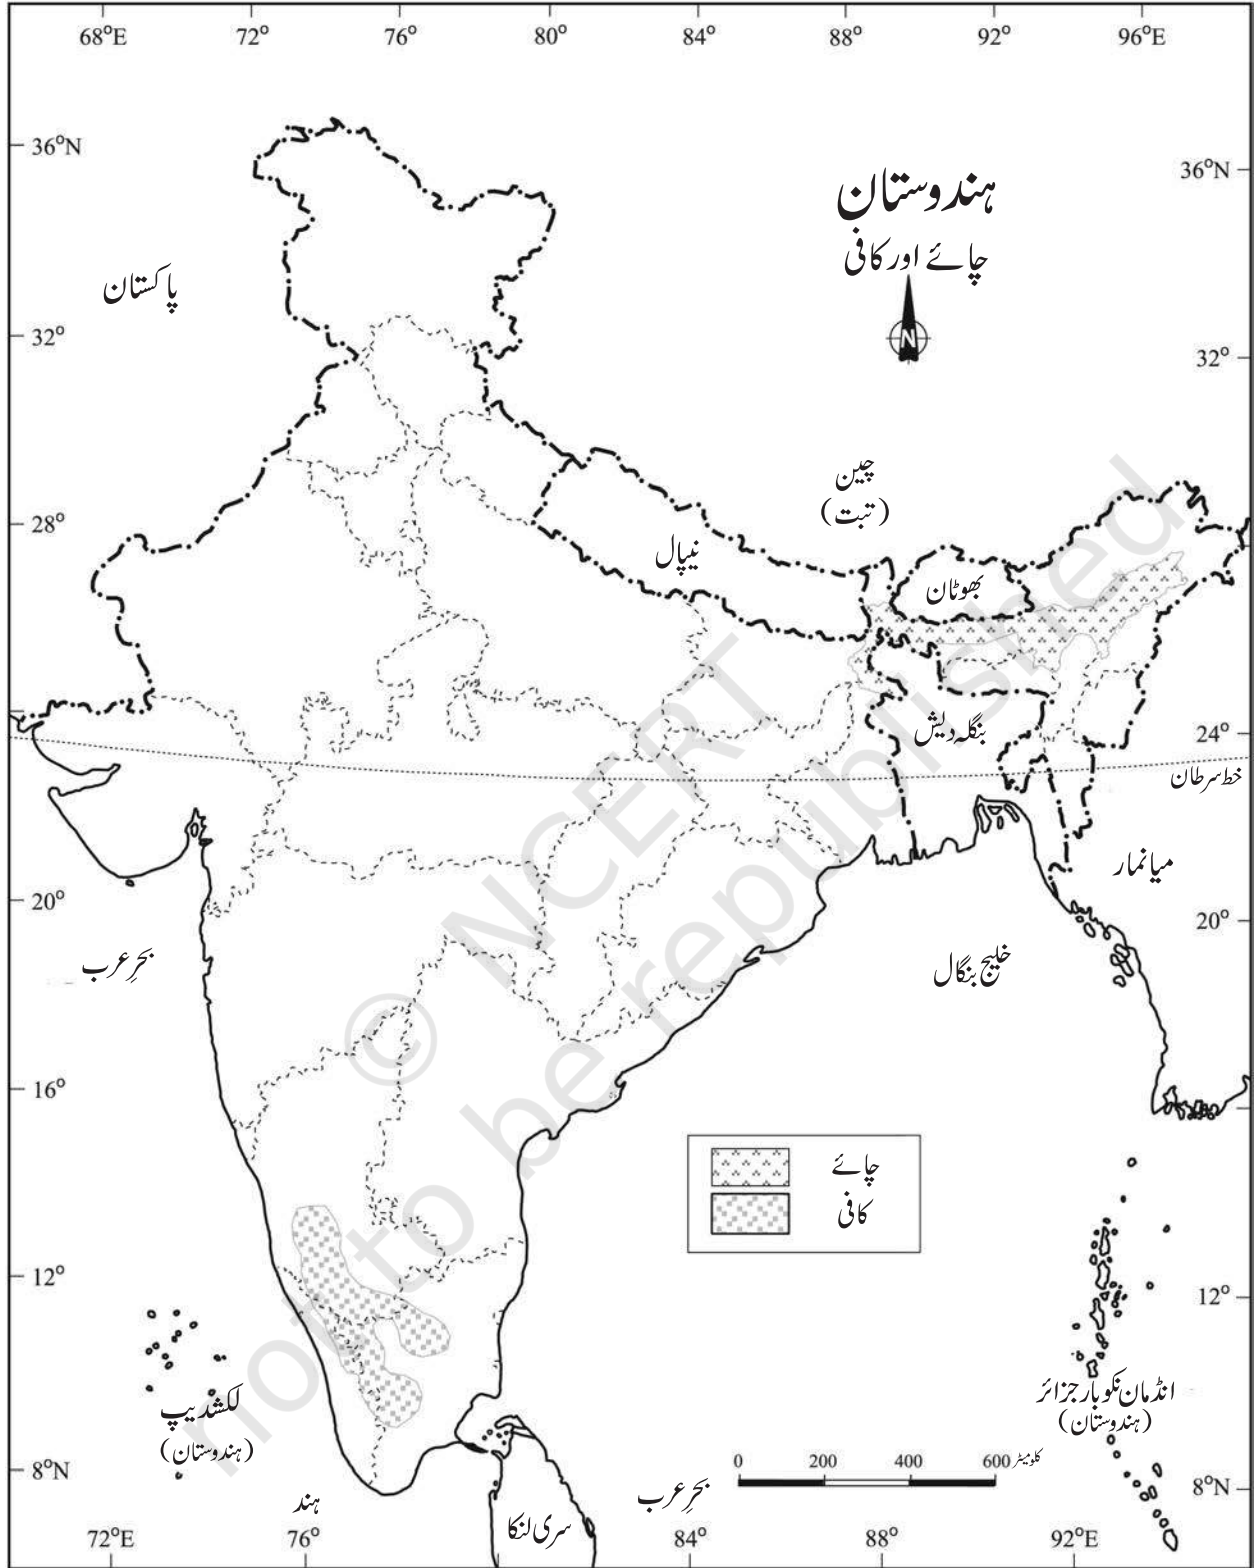 68°E 72° 76° 80° 84° 88° 92° 96°E
36°N
36°N
ہندوستان
چائے اور کافی
N
پاکستان
32°
32°
چین
(تبت)
28°
نیپال
بھوٹان
بنگلہ دیش
24°
خط سرطان
میانمار
20°
20°
بحرِ عرب
خلیج بنگال
16°
چائے
کافی
12°
12°
انڈمان نکوبار جزائر
(ہندوستان)
لکشدیپ
(ہندوستان)
0 200 400 600 کلومیٹر
8°N
8°N
بحرِ عرب
ہند
سری لنکا
72°E 76° 84° 88° 92°E
© NCERT
not to be republished